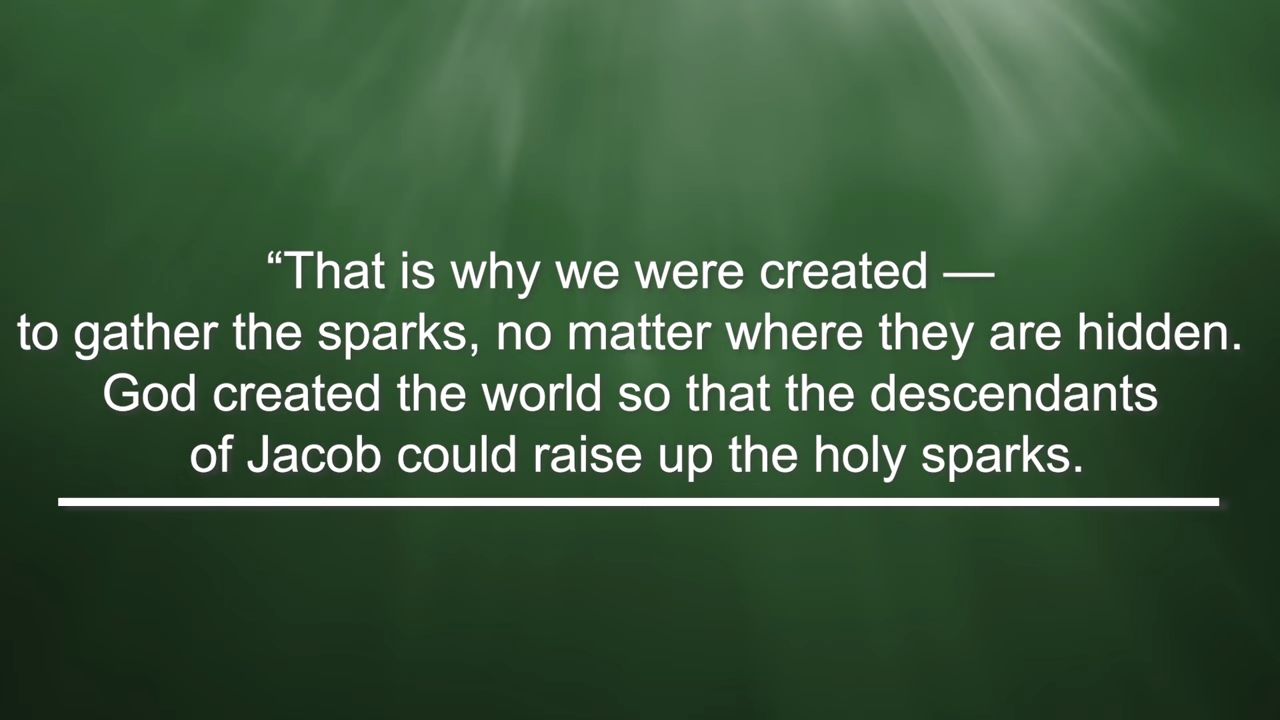 “That is why we were created —
to gather the sparks, no matter where they are hidden.
God created the world so that the descendants
of Jacob could raise up the holy sparks.